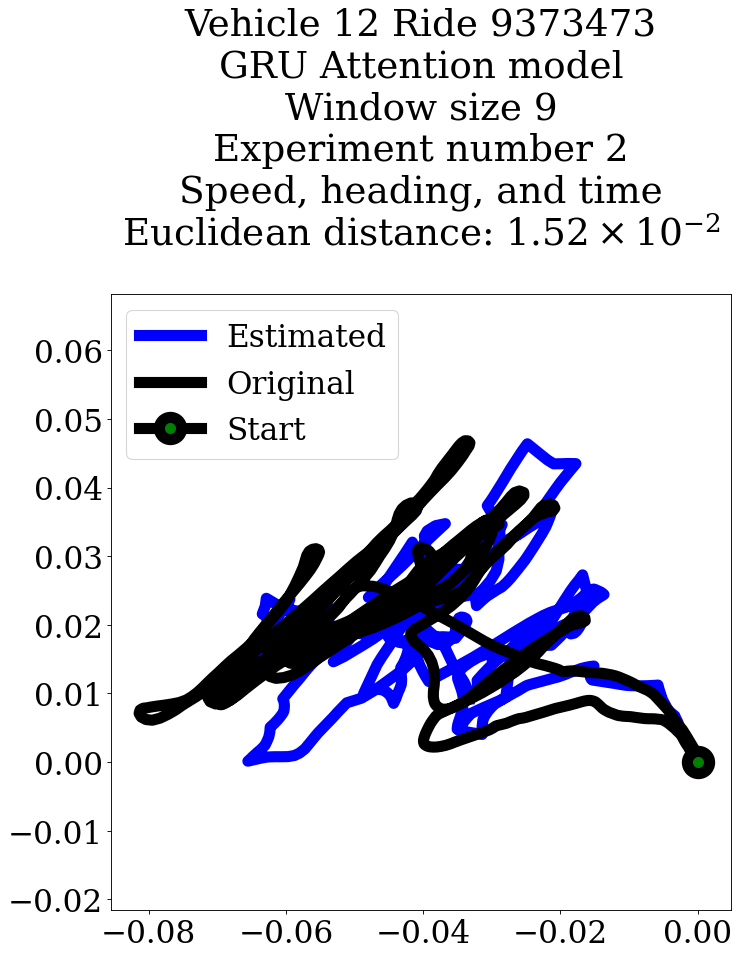 Vehicle 12 Ride 9373473
GRU Attention model
Window size 9
Experiment number 2
Speed, heading, and time
Euclidean distance: 1.52 × 10⁻²
Estimated
Original
Start
0.06
0.05
0.04
0.03
0.02
0.01
0.00
−0.01
−0.02
−0.08 −0.06 −0.04 −0.02 0.00